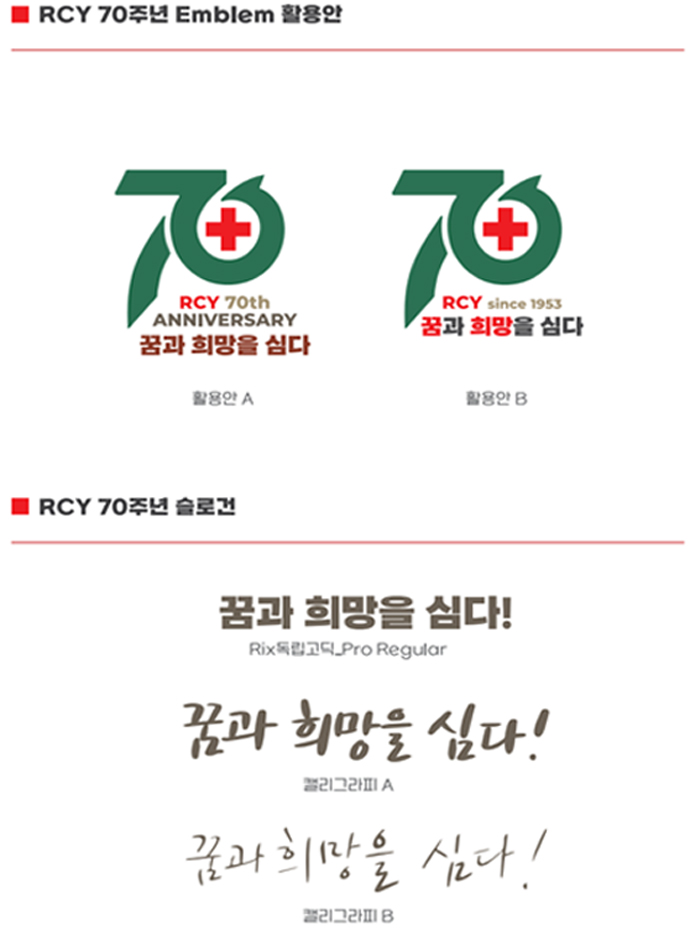 RCY 70주년 Emblem 활용안
70
RCY 70th
ANNIVERSARY
꿈과 희망을 심다
활용안 A
70
RCY since 1953
꿈과 희망을 심다
활용안 B
RCY 70주년 슬로건
꿈과 희망을 심다!
Rix독립고딕_Pro Regular
꿈과 희망을 심다!
캘리그라피 A
꿈과 희망을 심다!
캘리그라피 B